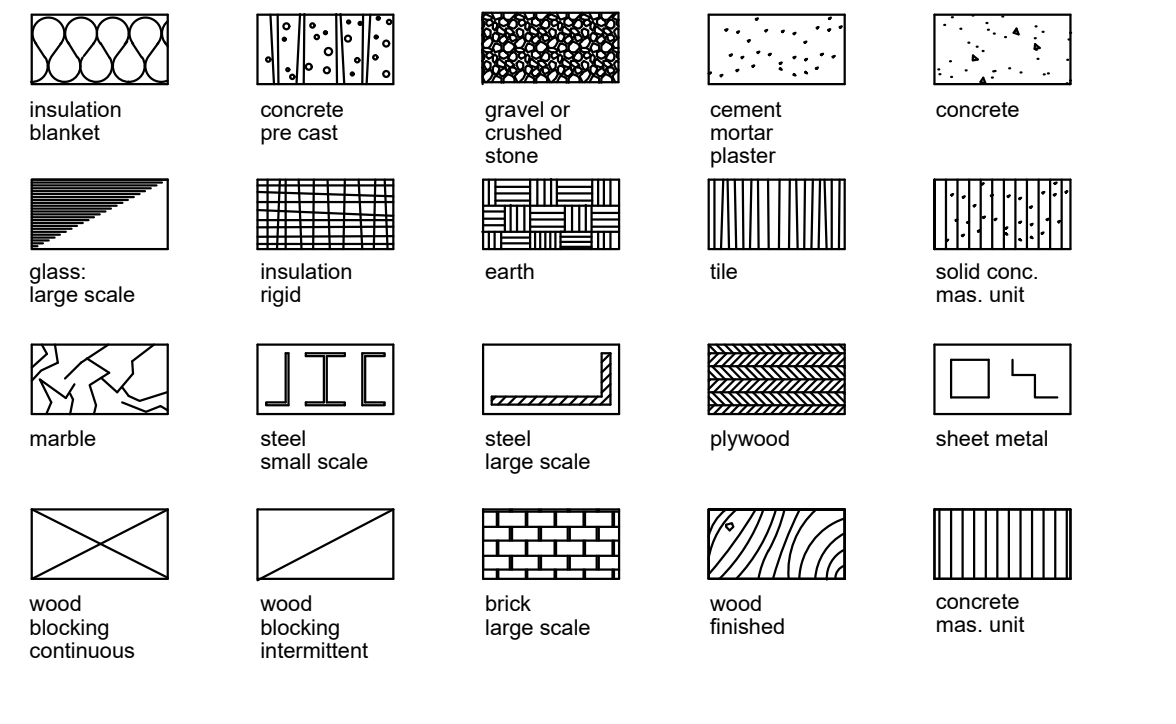 insulation
blanket
concrete
pre cast
gravel or
crushed
stone
cement
mortar
plaster
concrete
glass:
large scale
insulation
rigid
earth
tile
solid conc.
mas. unit
marble
steel
small scale
steel
large scale
plywood
sheet metal
wood
blocking
continuous
wood
blocking
intermittent
brick
large scale
wood
finished
concrete
mas. unit